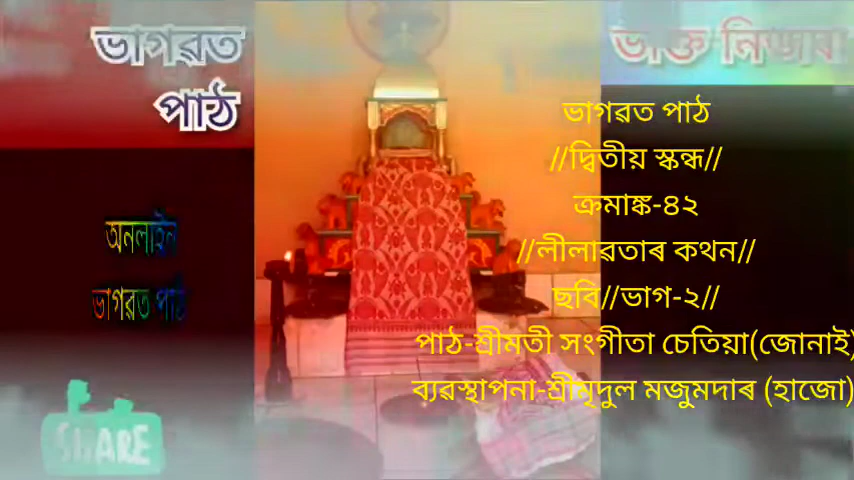 ভাগৱত
পাঠ
অনলাইন
ভাগৱত পাঠ
SHARE
ভক্তি নিজৰা
ভাগৱত পাঠ
//দ্বিতীয় স্কন্ধ//
ক্ৰমাঙ্ক-৪২
//লীলাৱতাৰ কথন//
ছবি//ভাগ-২//
পাঠ-শ্ৰীমতী সংগীতা চেতিয়া(জোনাই)
ব্যৱস্থাপনা-শ্ৰীমৃদুল মজুমদাৰ (হাজো)